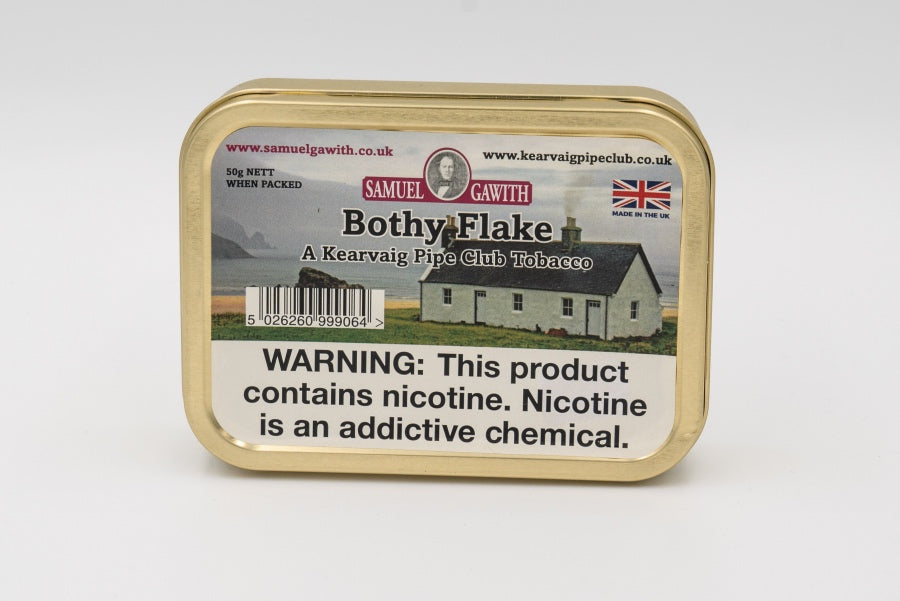 www.samuelgawith.co.uk
www.kearvaigpipeclub.co.uk
50g NETT
WHEN PACKED
SAMUEL GAWITH
MADE IN THE UK
Bothy Flake
A Kearvaig Pipe Club Tobacco
5 026260 999064 >
WARNING: This product
contains nicotine. Nicotine
is an addictive chemical.